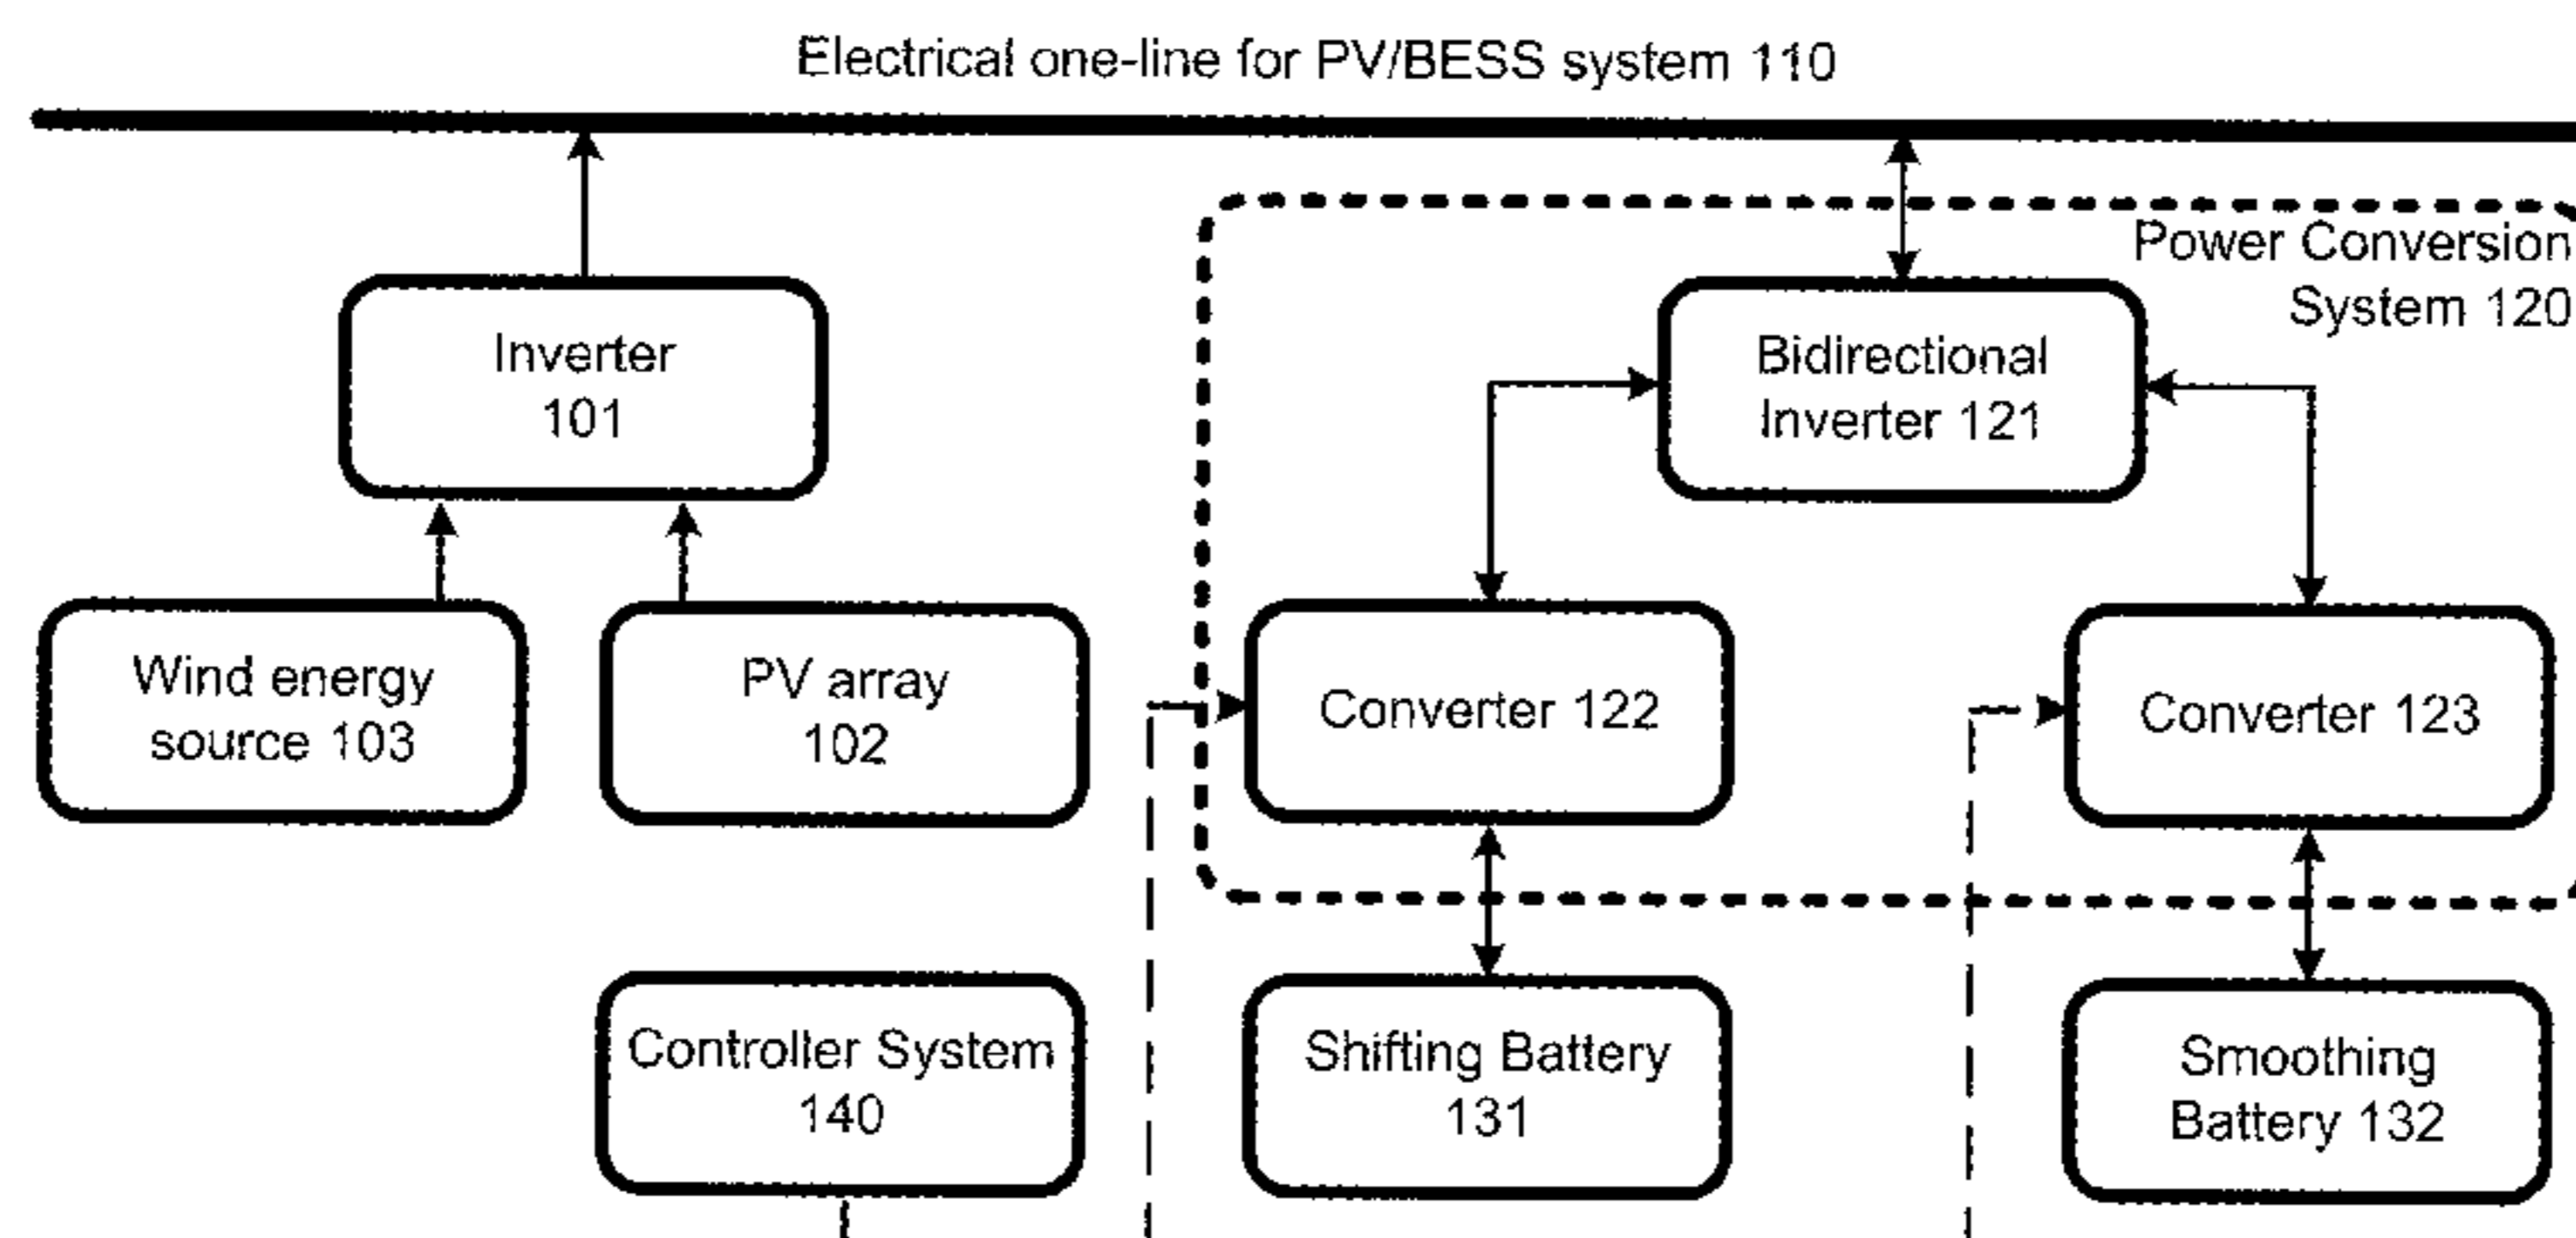 Electrical one-line for PV/BESS system 110
Power Conversion
System 120
Inverter
101
Bidirectional
Inverter 121
Wind energy
source 103
PV array
102
Converter 122
Converter 123
Controller System
140
Shifting Battery
131
Smoothing
Battery 132